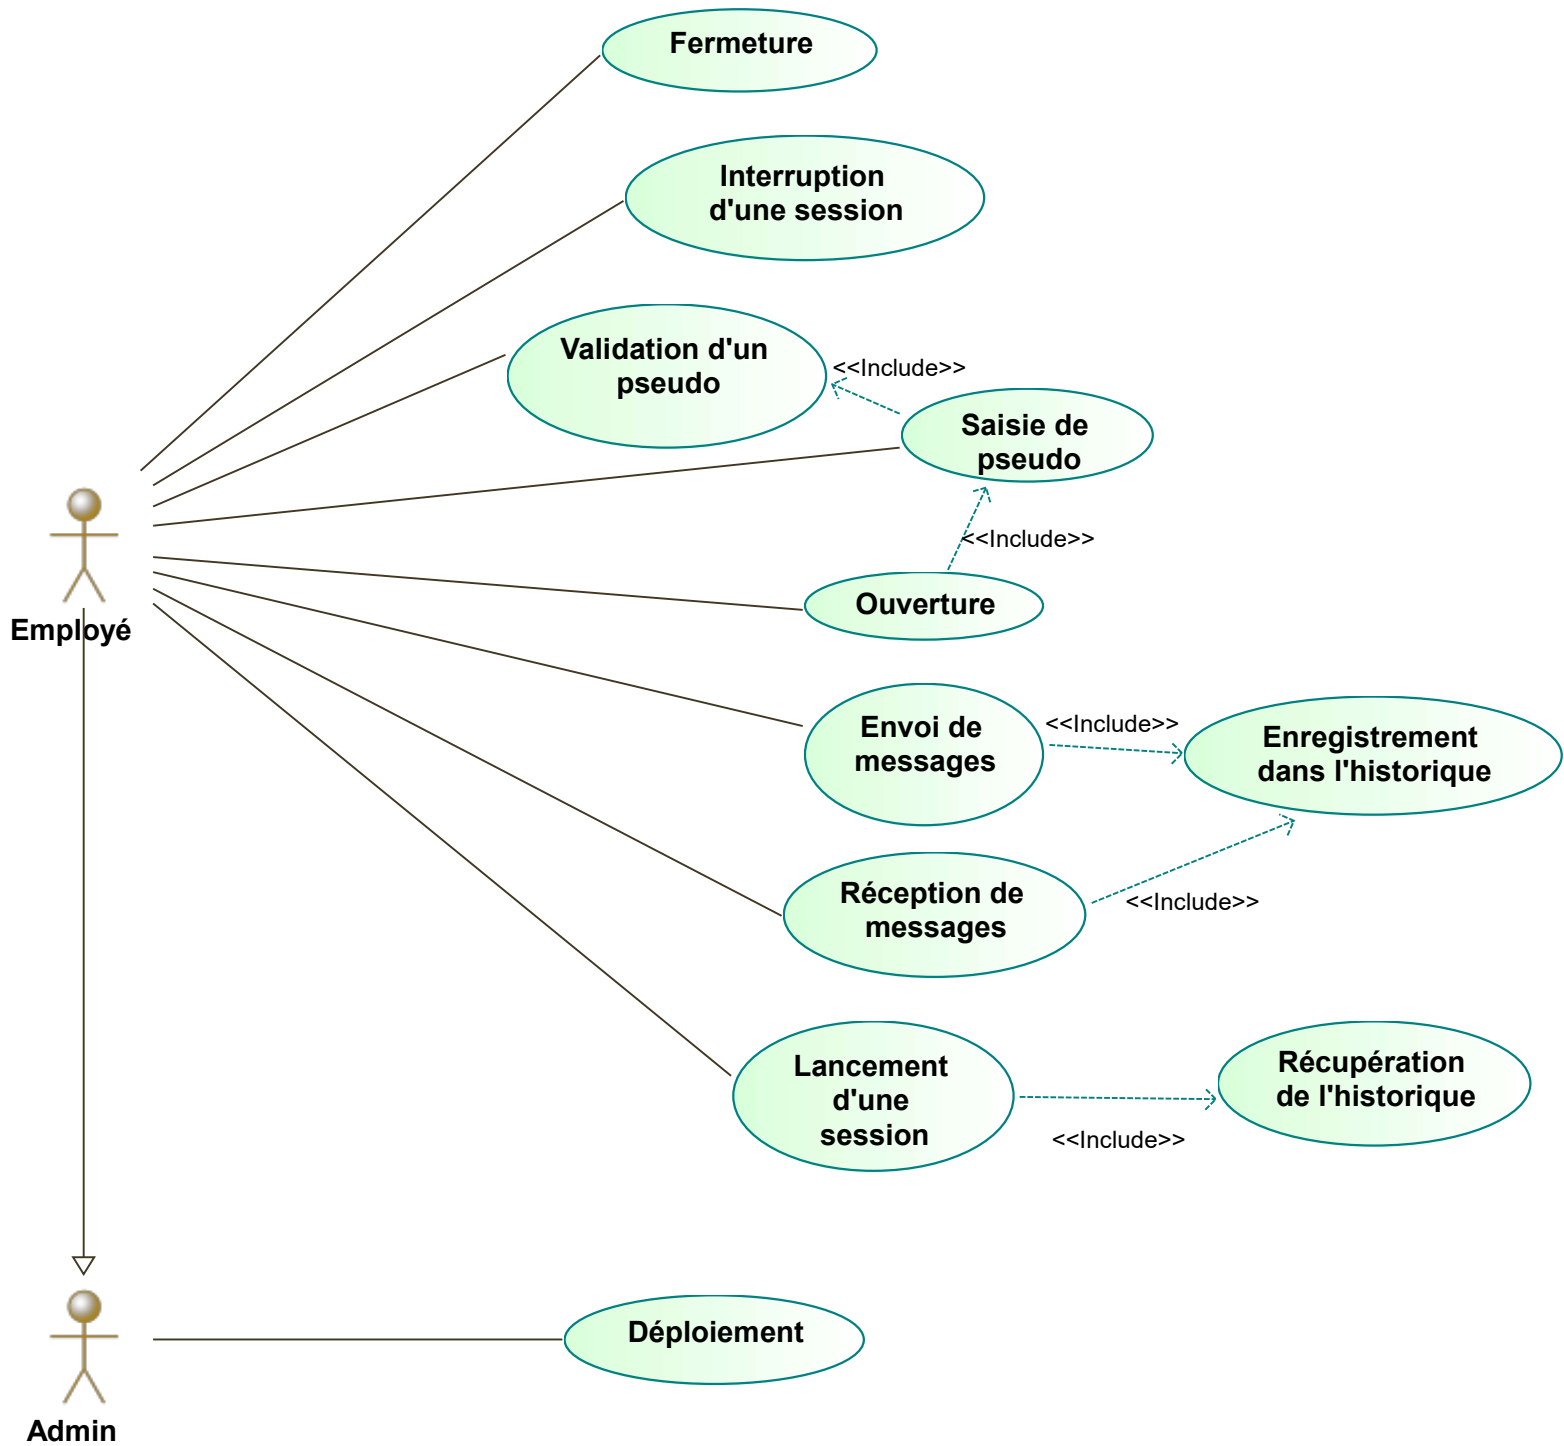 Fermeture
Interruption
d'une session
Validation d'un
pseudo
<<Include>>
Saisie de
pseudo
<<Include>>
Ouverture
Employé
Envoi de
messages
<<Include>>
Enregistrement
dans l'historique
Réception de
messages
<<Include>>
Lancement
d'une
session
<<Include>>
Récupération
de l'historique
Déploiement
Admin